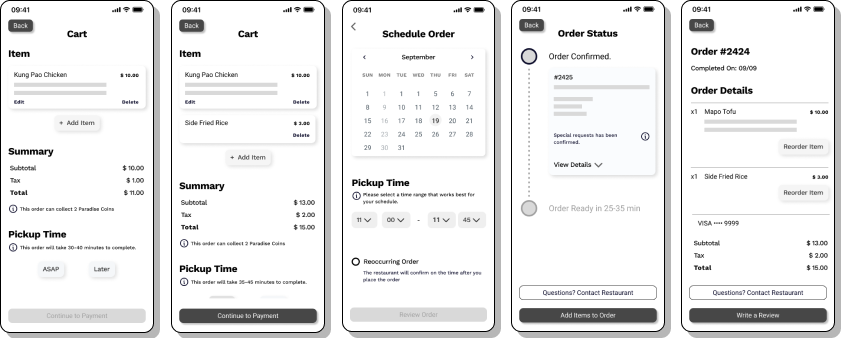 09:41
Back
Cart
Item
Kung Pao Chicken $ 10.00
Edit Delete
+ Add Item
Summary
Subtotal $ 10.00
Tax $ 1.00
Total $ 11.00
This order can collect 2 Paradise Coins
Pickup Time
This order will take 30-40 minutes to complete.
ASAP Later
Continue to Payment
09:41
Back
Cart
Item
Kung Pao Chicken $ 10.00
Edit Delete
Side Fried Rice $ 3.00
Delete
+ Add Item
Summary
Subtotal $ 13.00
Tax $ 2.00
Total $ 15.00
This order can collect 2 Paradise Coins
Pickup Time
This order will take 35-45 minutes to complete.
Continue to Payment
09:41
Schedule Order
September
SUN MON TUE WED THU FRI SAT
1 1 1 1 5 6 7
8 9 10 11 12 13 14
15 16 17 18 19 20 21
22 23 24 25 26 27 28
29 30 31
Pickup Time
Please select a time range that works best for
your schedule.
11 00 - 11 45
Reoccurring Order
The restaurant will confirm on the time after you
place the order
Review Order
09:41
Back
Order Status
Order Confirmed.
#2425
Special requests has been
confirmed.
View Details
Order Ready in 25-35 min
Questions? Contact Restaurant
Add Items to Order
09:41
Back
Order #2424
Completed On: 09/09
Order Details
x1 Mapo Tofu $ 10.00
Reorder Item
x1 Side Fried Rice $ 3.00
Reorder Item
VISA •••• 9999
Subtotal $ 13.00
Tax $ 2.00
Total $ 15.00
Questions? Contact Restaurant
Write a Review